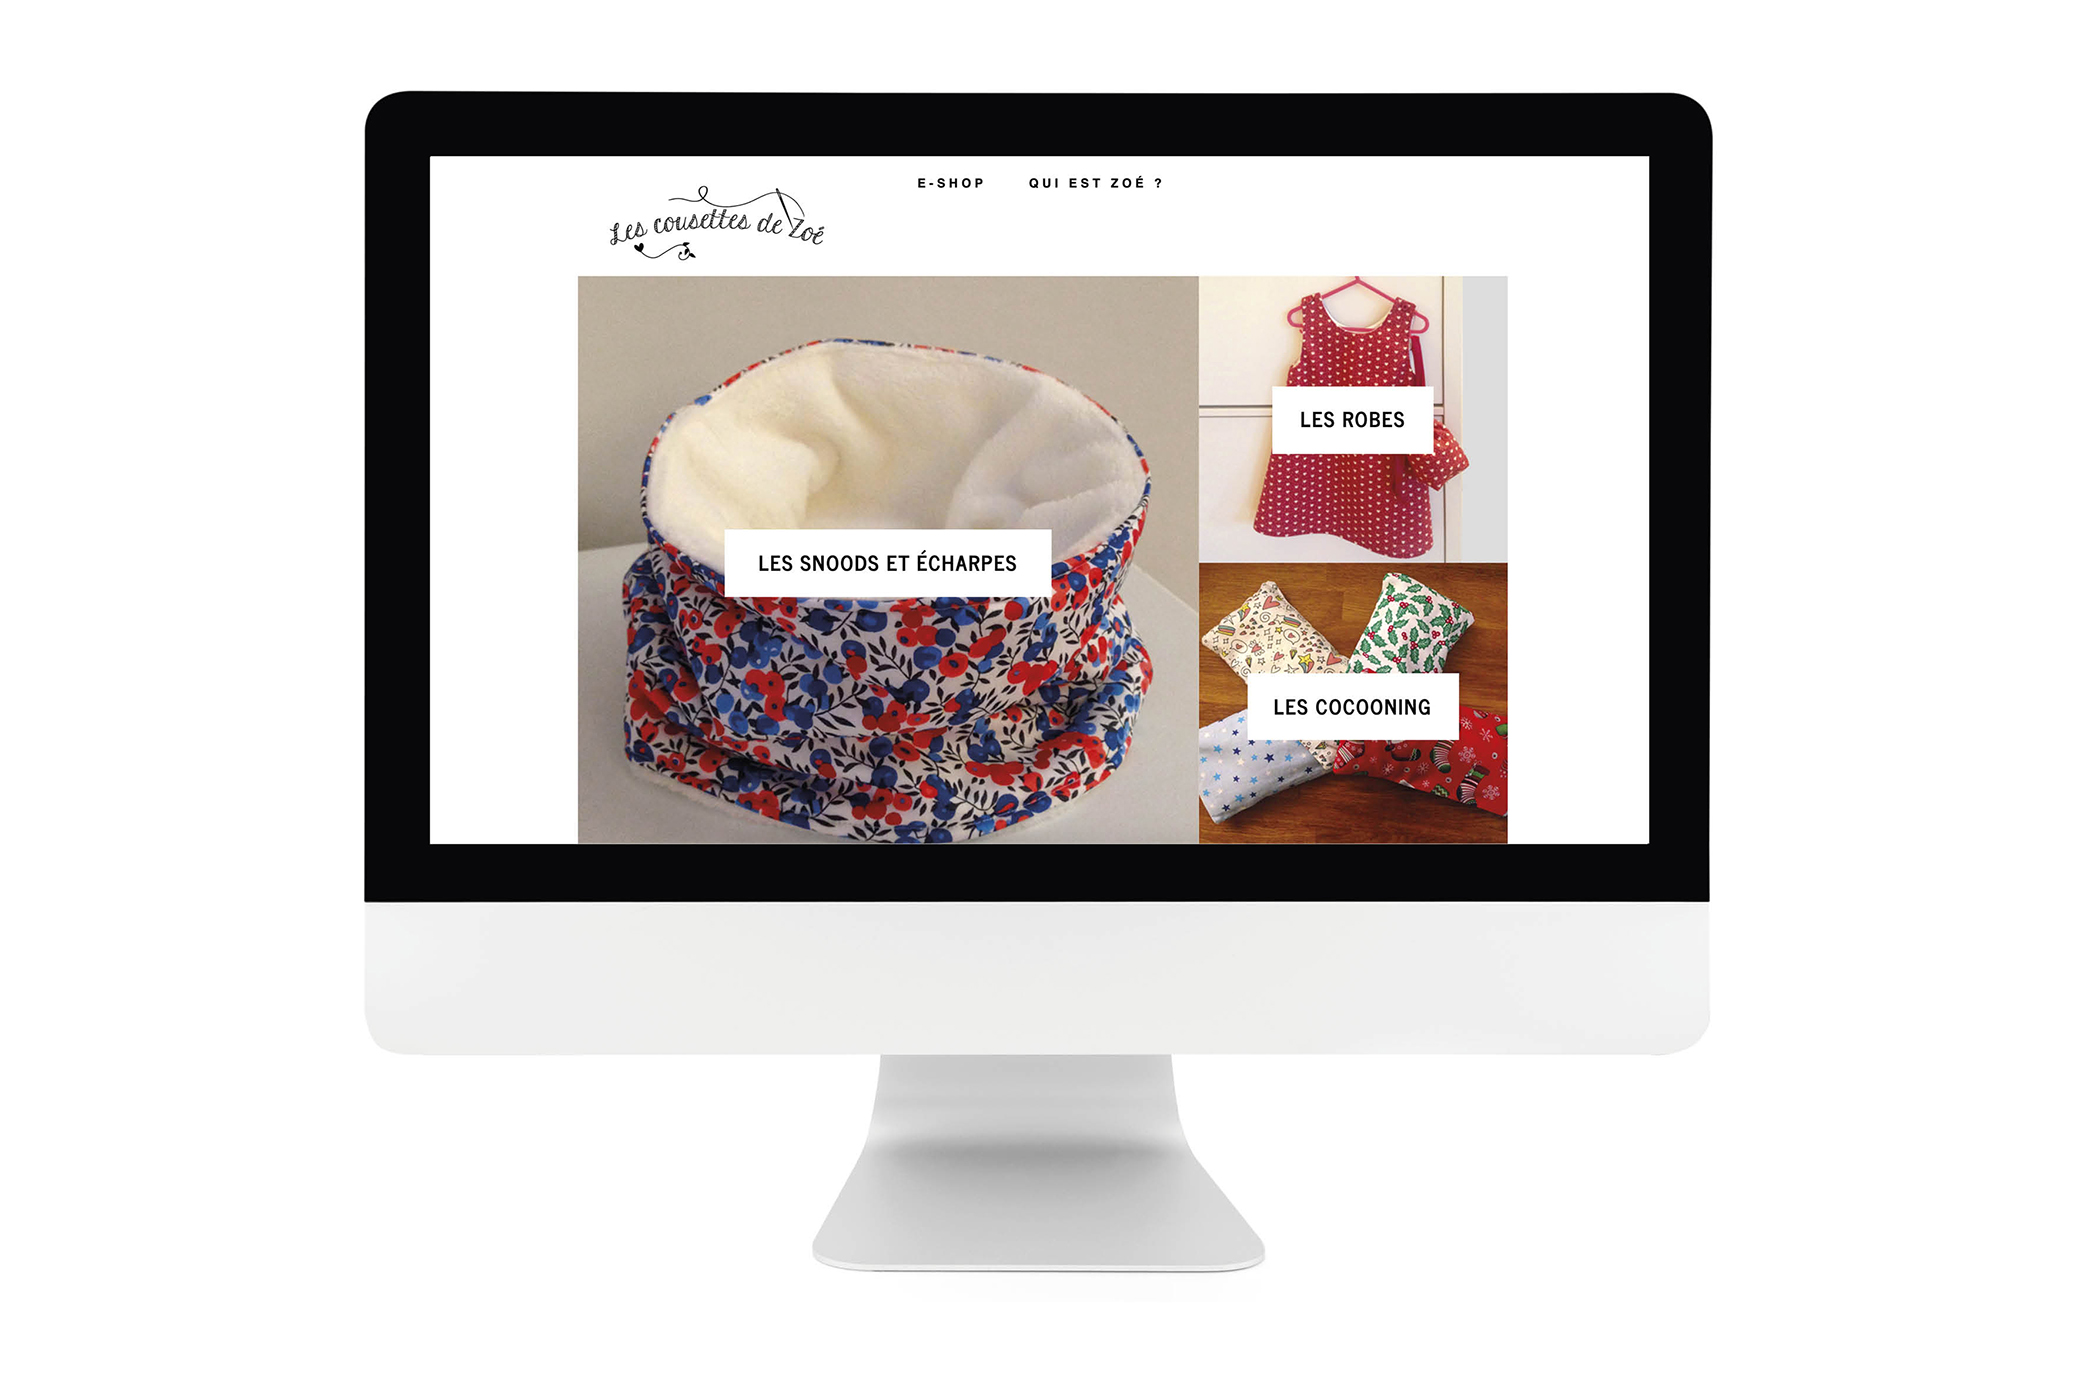 E-SHOP QUI EST ZOÉ ?
Les cousettes de Zoé
LES ROBES
LES SNOODS ET ÉCHARPES
LES COCOONING